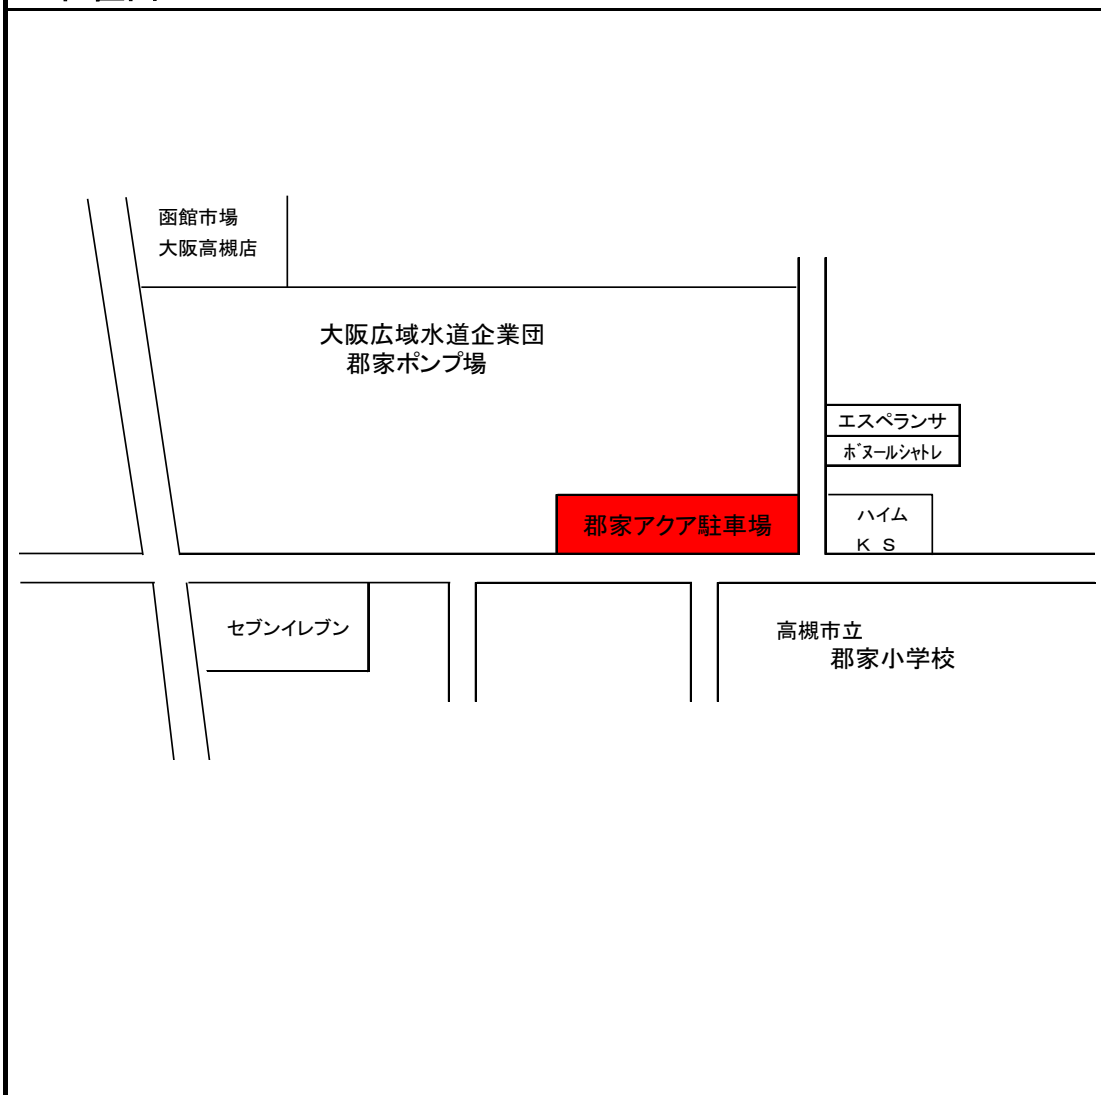 函館市場
大阪高槻店
大阪広域水道企業団
郡家ポンプ場
エスペランサ
ﾎﾞﾇｰﾙｼｬﾄﾚ
郡家アクア駐車場
ハイム
Ｋ Ｓ
セブンイレブン
高槻市立
郡家小学校